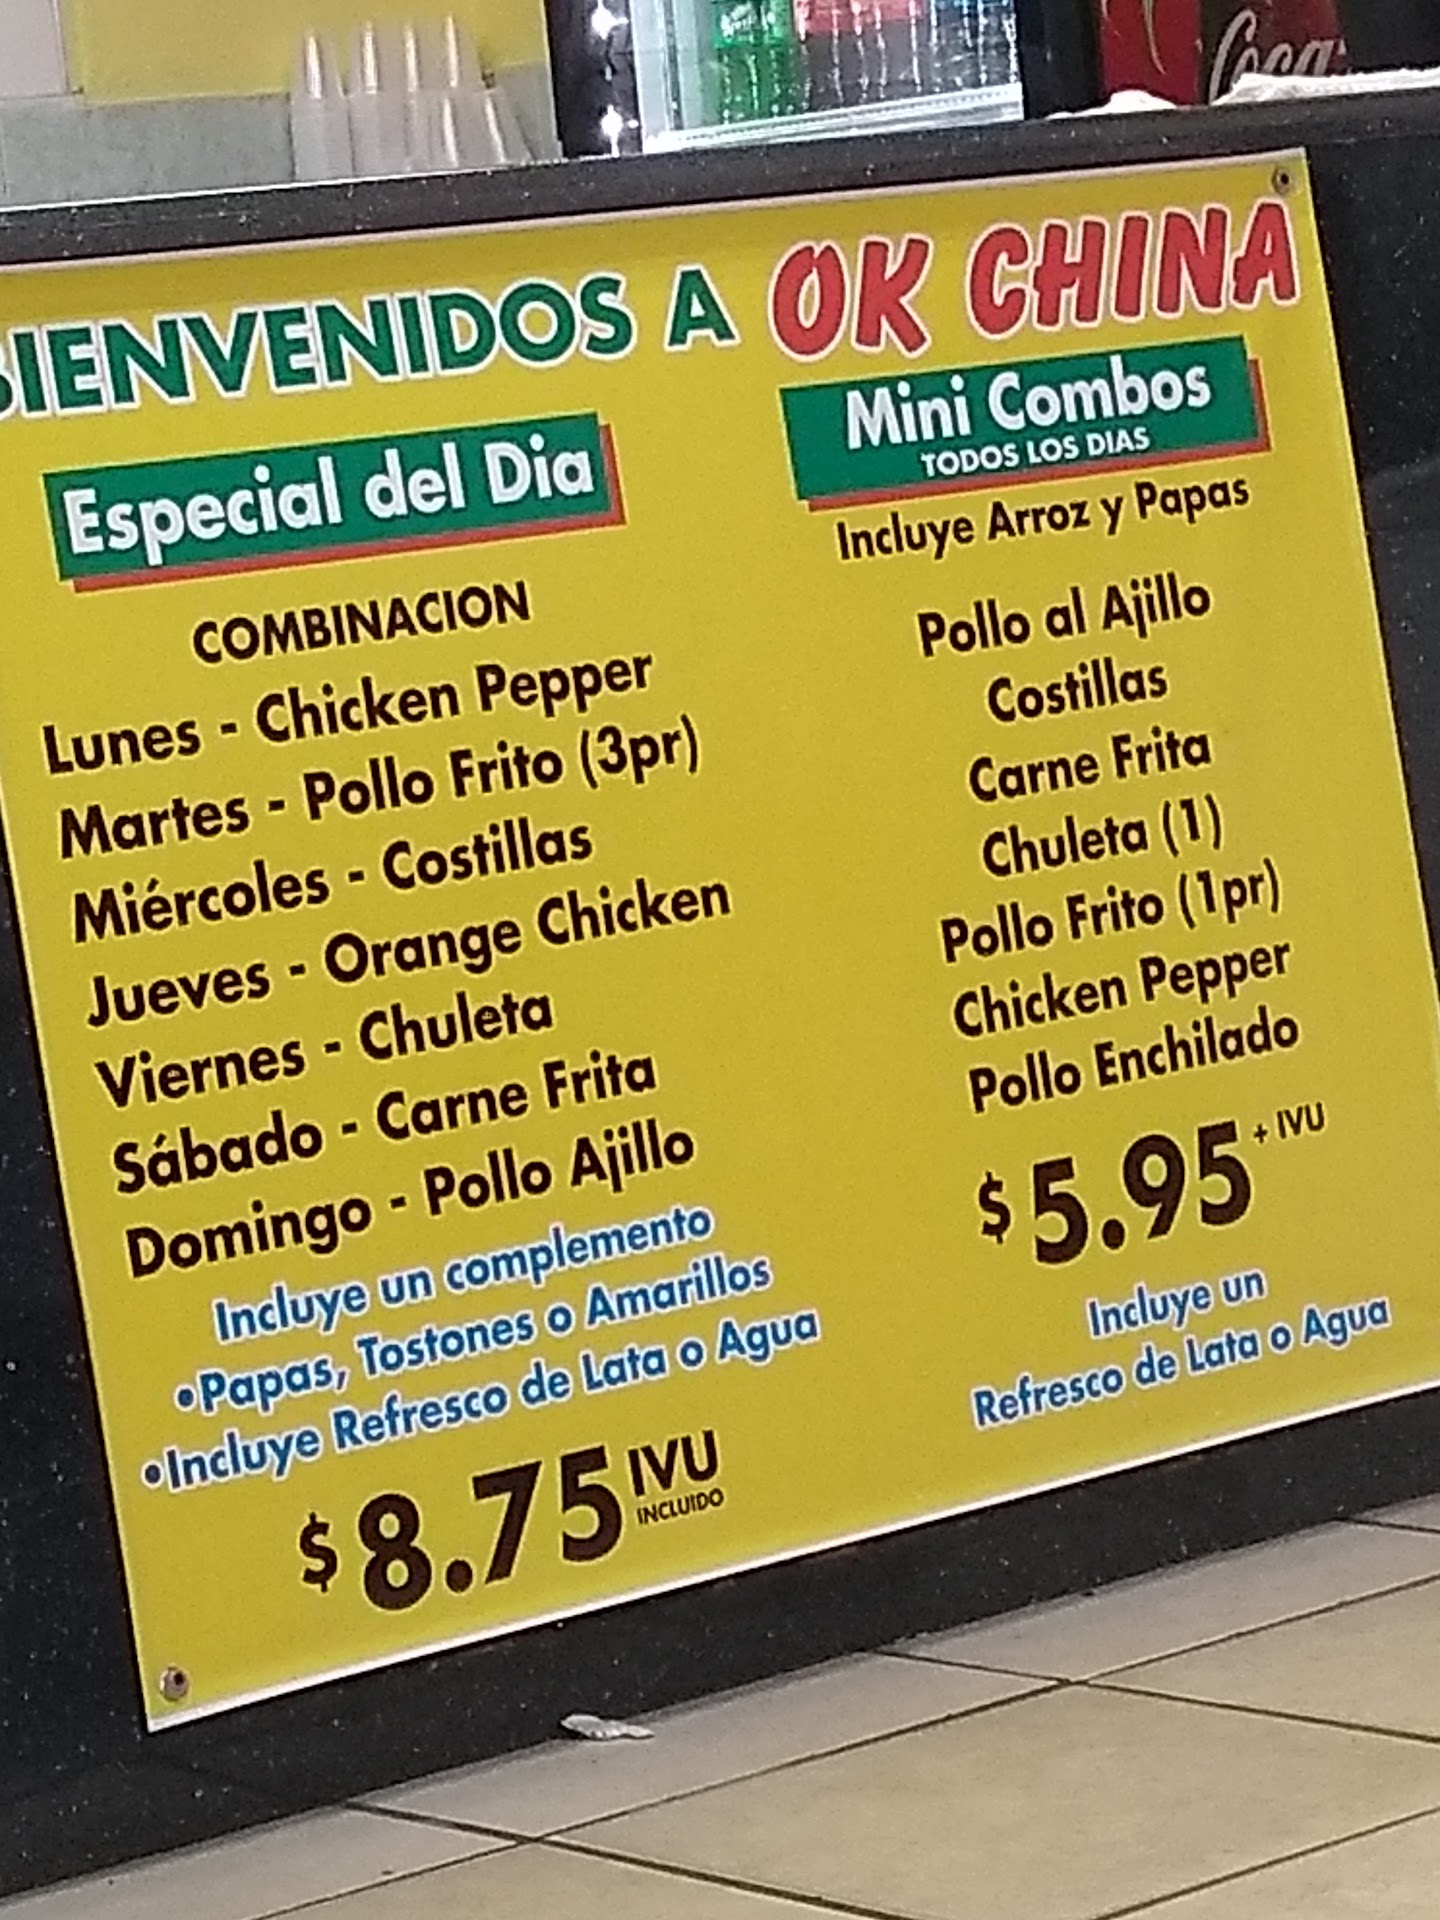 BIENVENIDOS A OK CHINA
Especial del Dia
COMBINACION
Lunes - Chicken Pepper
Martes - Pollo Frito (3pr)
Miércoles - Costillas
Jueves - Orange Chicken
Viernes - Chuleta
Sábado - Carne Frita
Domingo - Pollo Ajillo
Incluye un complemento
•Papas, Tostones o Amarillos
•Incluye Refresco de Lata o Agua
$8.75 IVU
INCLUIDO
Mini Combos
TODOS LOS DIAS
Incluye Arroz y Papas
Pollo al Ajillo
Costillas
Carne Frita
Chuleta (1)
Pollo Frito (1pr)
Chicken Pepper
Pollo Enchilado
$5.95 + IVU
Incluye un
Refresco de Lata o Agua
Coca